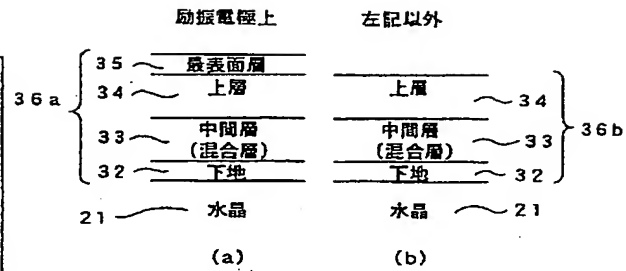 励振電極上 左記以外
35 最表面層
36a 34 上層 上層 34
33 中間層 中間層 33 36b
(混合層) (混合層)
32 下地 下地 32
21 水晶 水晶 21
(a) (b)